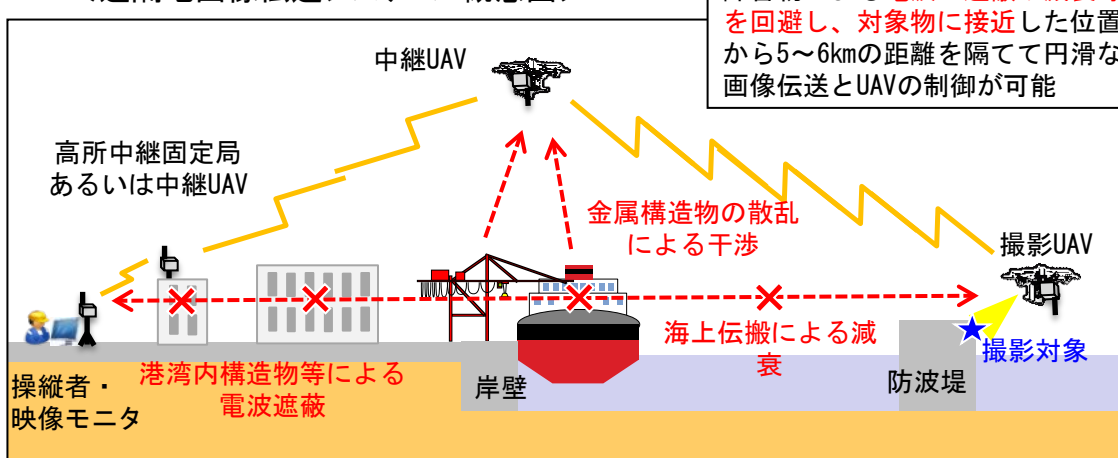 を回避し、対象物に接近した位置
から5～6kmの距離を隔てて円滑な
画像伝送とUAVの制御が可能
中継UAV
高所中継固定局
あるいは中継UAV
金属構造物の散乱
による干渉
撮影UAV
海上伝搬による減
衰
撮影対象
港湾内構造物等による
電波遮蔽
岸壁
防波堤
操縦者・
映像モニタ